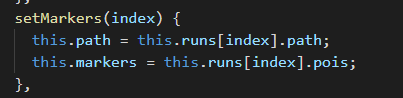 setMarkers(index) {
this.path = this.runs[index].path;
this.markers = this.runs[index].pois;
},